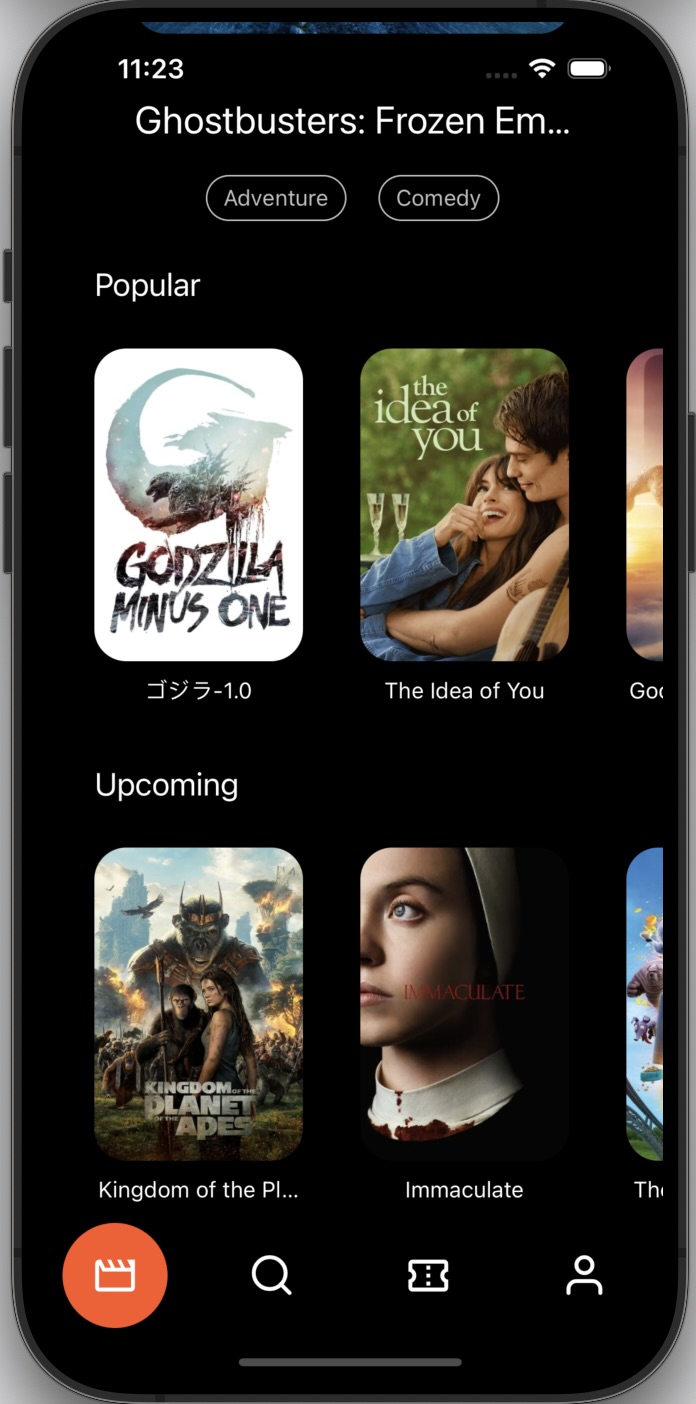 11:23
Ghostbusters: Frozen Em...
Adventure
Comedy
Popular
the
idea of
you
GODZILLA
MINUS ONE
ゴジラ-1.0
The Idea of You
Upcoming
IMMACULATE
KINGDOM OF THE
PLANET
OF THE APES
Kingdom of the Pl...
Immaculate